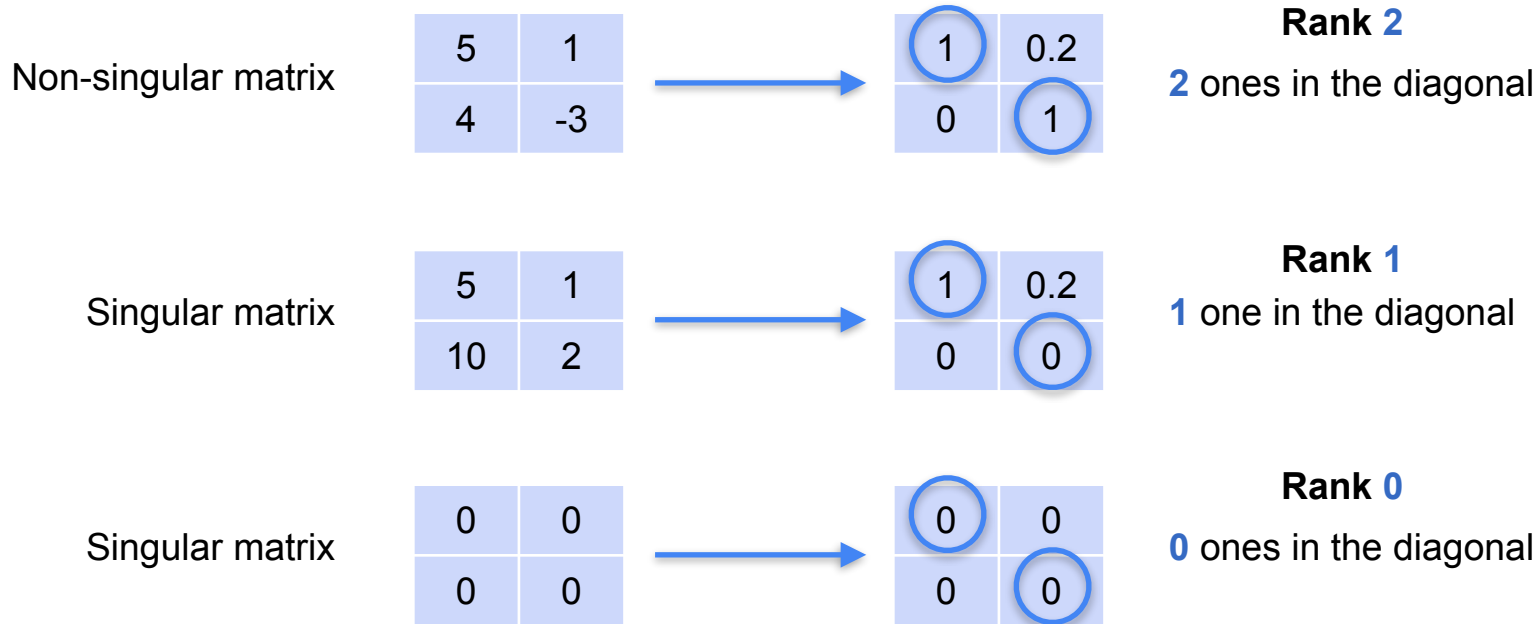 Non-singular matrix
5 1
4 -3
1 0.2
0 1
Rank 2
2 ones in the diagonal
Singular matrix
5 1
10 2
1 0.2
0 0
Rank 1
1 one in the diagonal
Singular matrix
0 0
0 0
0 0
0 0
Rank 0
0 ones in the diagonal